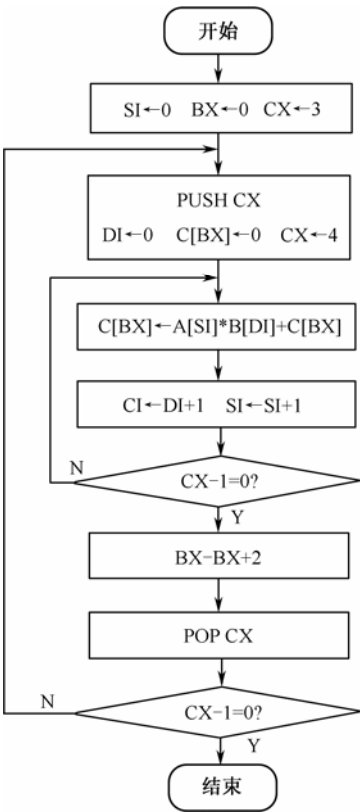 开始
SI←0 BX←0 CX←3
PUSH CX
DI←0 C[BX]←0 CX←4
C[BX]←A[SI]*B[DI]+C[BX]
CI←DI+1 SI←SI+1
N
CX−1=0?
Y
BX−BX+2
POP CX
N
CX−1=0?
Y
结束